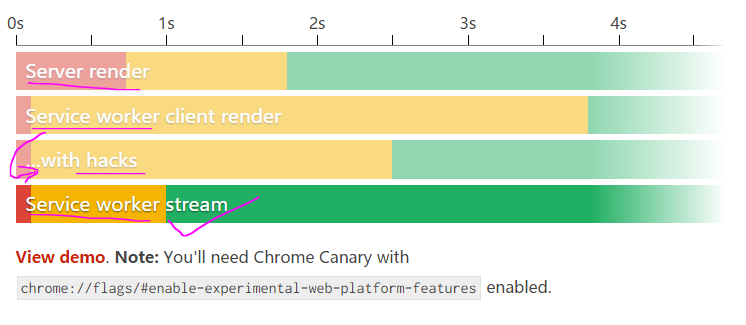 0s 1s 2s 3s 4s
Server render
Service worker client render
...with hacks
Service worker stream
View demo. Note: You'll need Chrome Canary with
chrome://flags/#enable-experimental-web-platform-features enabled.